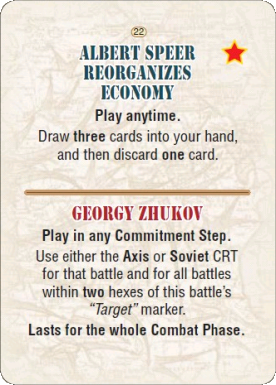 22
ALBERT SPEER
REORGANIZES
ECONOMY
Play anytime.
Draw three cards into your hand,
and then discard one card.
GEORGY ZHUKOV
Play in any Commitment Step.
Use either the Axis or Soviet CRT
for that battle and for all battles
within two hexes of this battle's
"Target" marker.
Lasts for the whole Combat Phase.